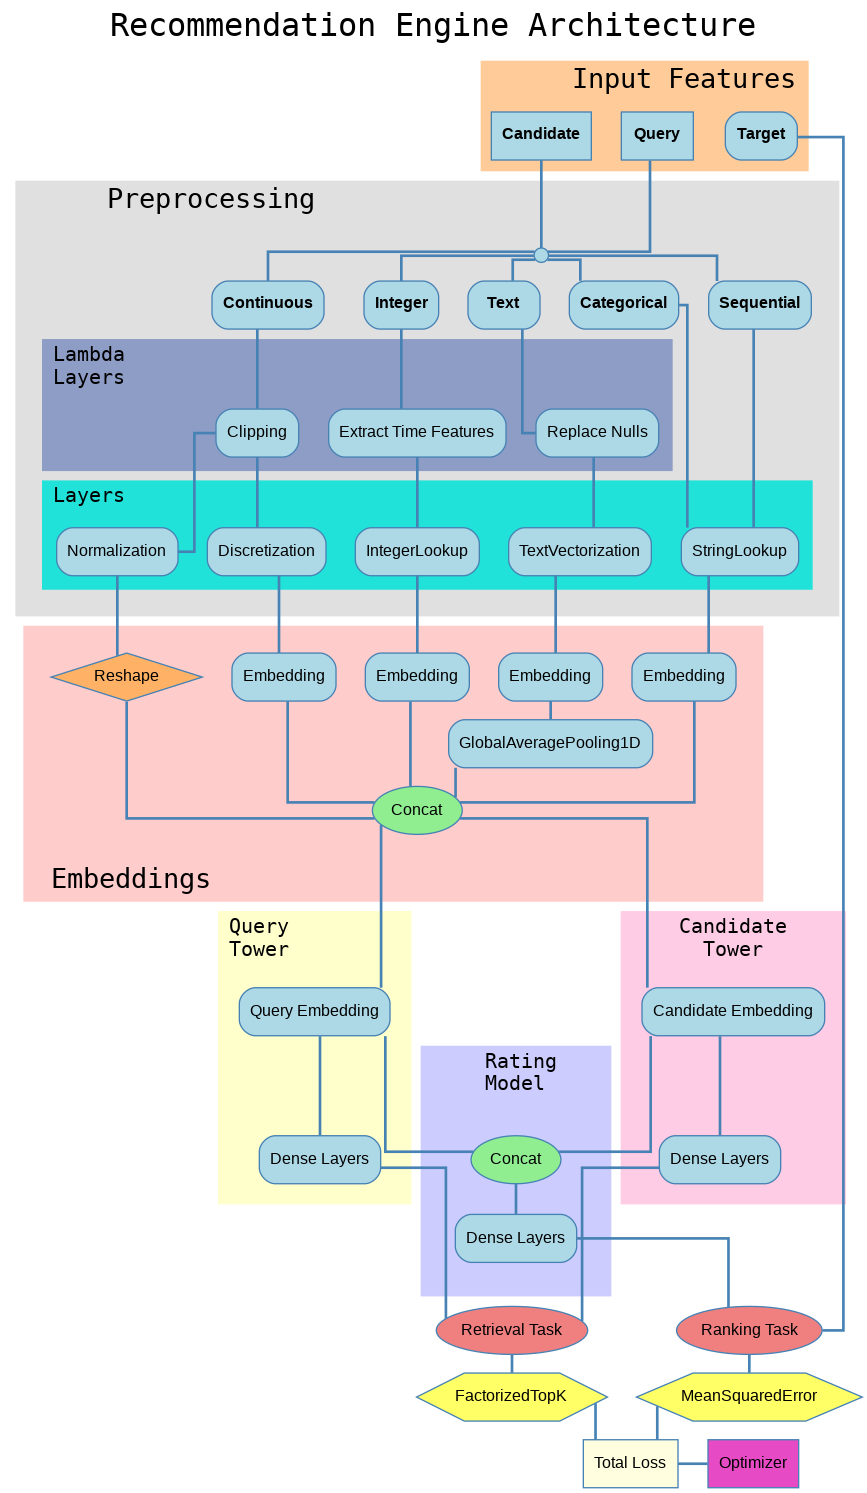 Recommendation Engine Architecture
Input Features
Candidate
Query
Target
Preprocessing
Continuous
Integer
Text
Categorical
Sequential
Lambda
Layers
Clipping
Extract Time Features
Replace Nulls
Layers
Normalization
Discretization
IntegerLookup
TextVectorization
StringLookup
Reshape
Embedding
Embedding
Embedding
Embedding
GlobalAveragePooling1D
Concat
Embeddings
Query
Tower
Candidate
Tower
Query Embedding
Candidate Embedding
Rating
Model
Dense Layers
Concat
Dense Layers
Dense Layers
Retrieval Task
Ranking Task
FactorizedTopK
MeanSquaredError
Total Loss
Optimizer